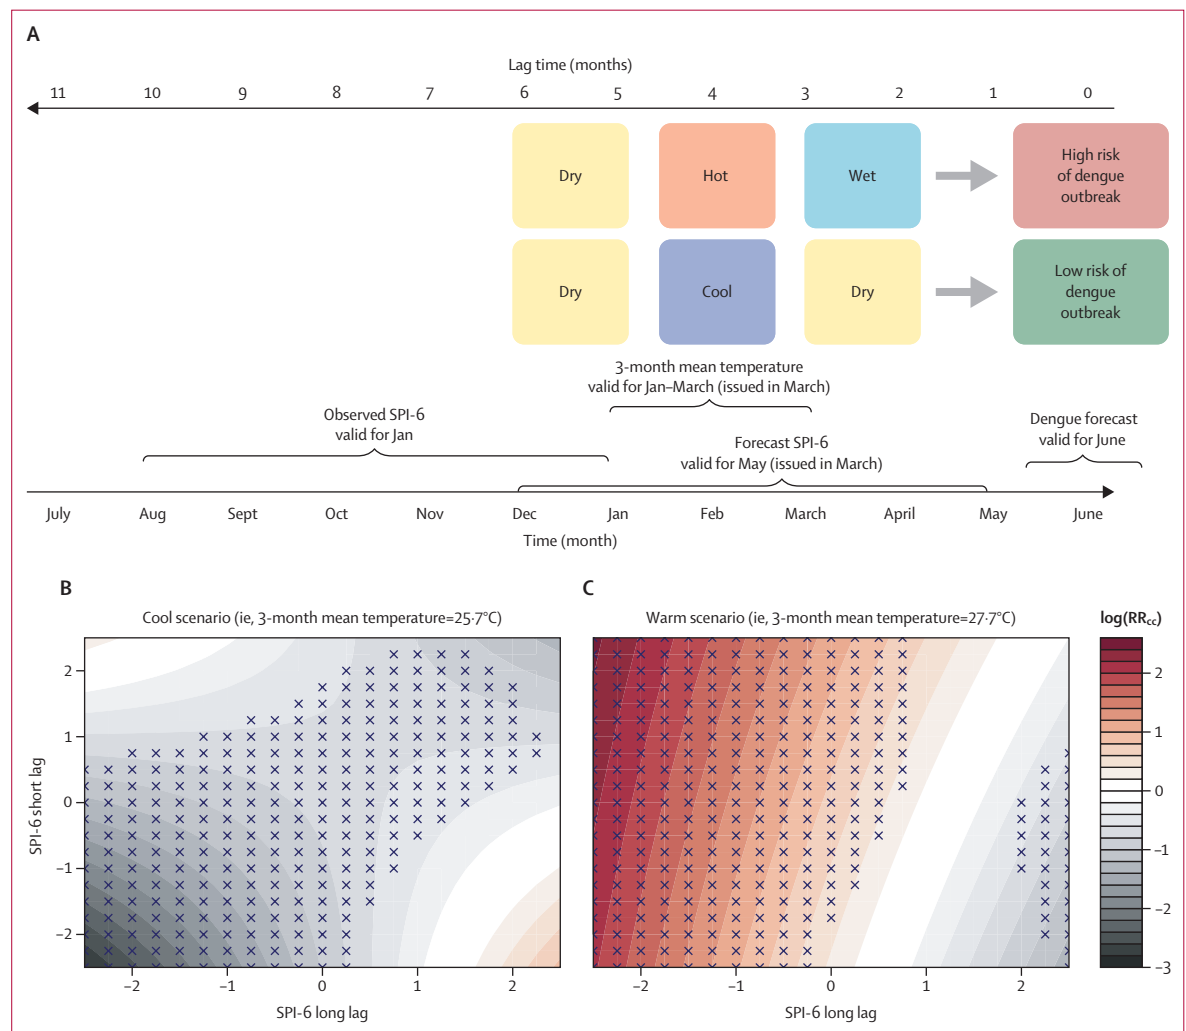 A
Lag time (months)
11 10 9 8 7 6 5 4 3 2 1 0
Dry Hot Wet
High risk
of dengue
outbreak
Dry Cool Dry
Low risk of
dengue
outbreak
3-month mean temperature
valid for Jan–March (issued in March)
Observed SPI-6
valid for Jan
Forecast SPI-6
valid for May (issued in March)
Dengue forecast
valid for June
July Aug Sept Oct Nov Dec Jan Feb March April May June
Time (month)
B
Cool scenario (ie, 3-month mean temperature=25·7°C)
SPI-6 short lag
2
1
0
−1
−2
−2 −1 0 1 2
SPI-6 long lag
C
Warm scenario (ie, 3-month mean temperature=27·7°C)
−2 −1 0 1 2
SPI-6 long lag
log(RRcc)
2
1
0
−1
−2
−3